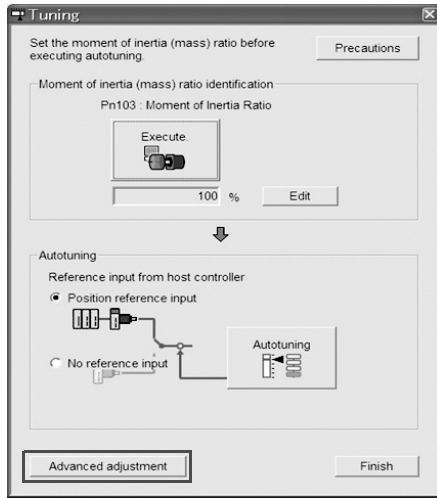 Tuning
Set the moment of inertia (mass) ratio before
executing autotuning.
Precautions
Moment of inertia (mass) ratio identification
Pn103 : Moment of Inertia Ratio
Execute.
100 %
Edit
Autotuning
Reference input from host controller
Position reference input
No reference input
Autotuning
Advanced adjustment
Finish